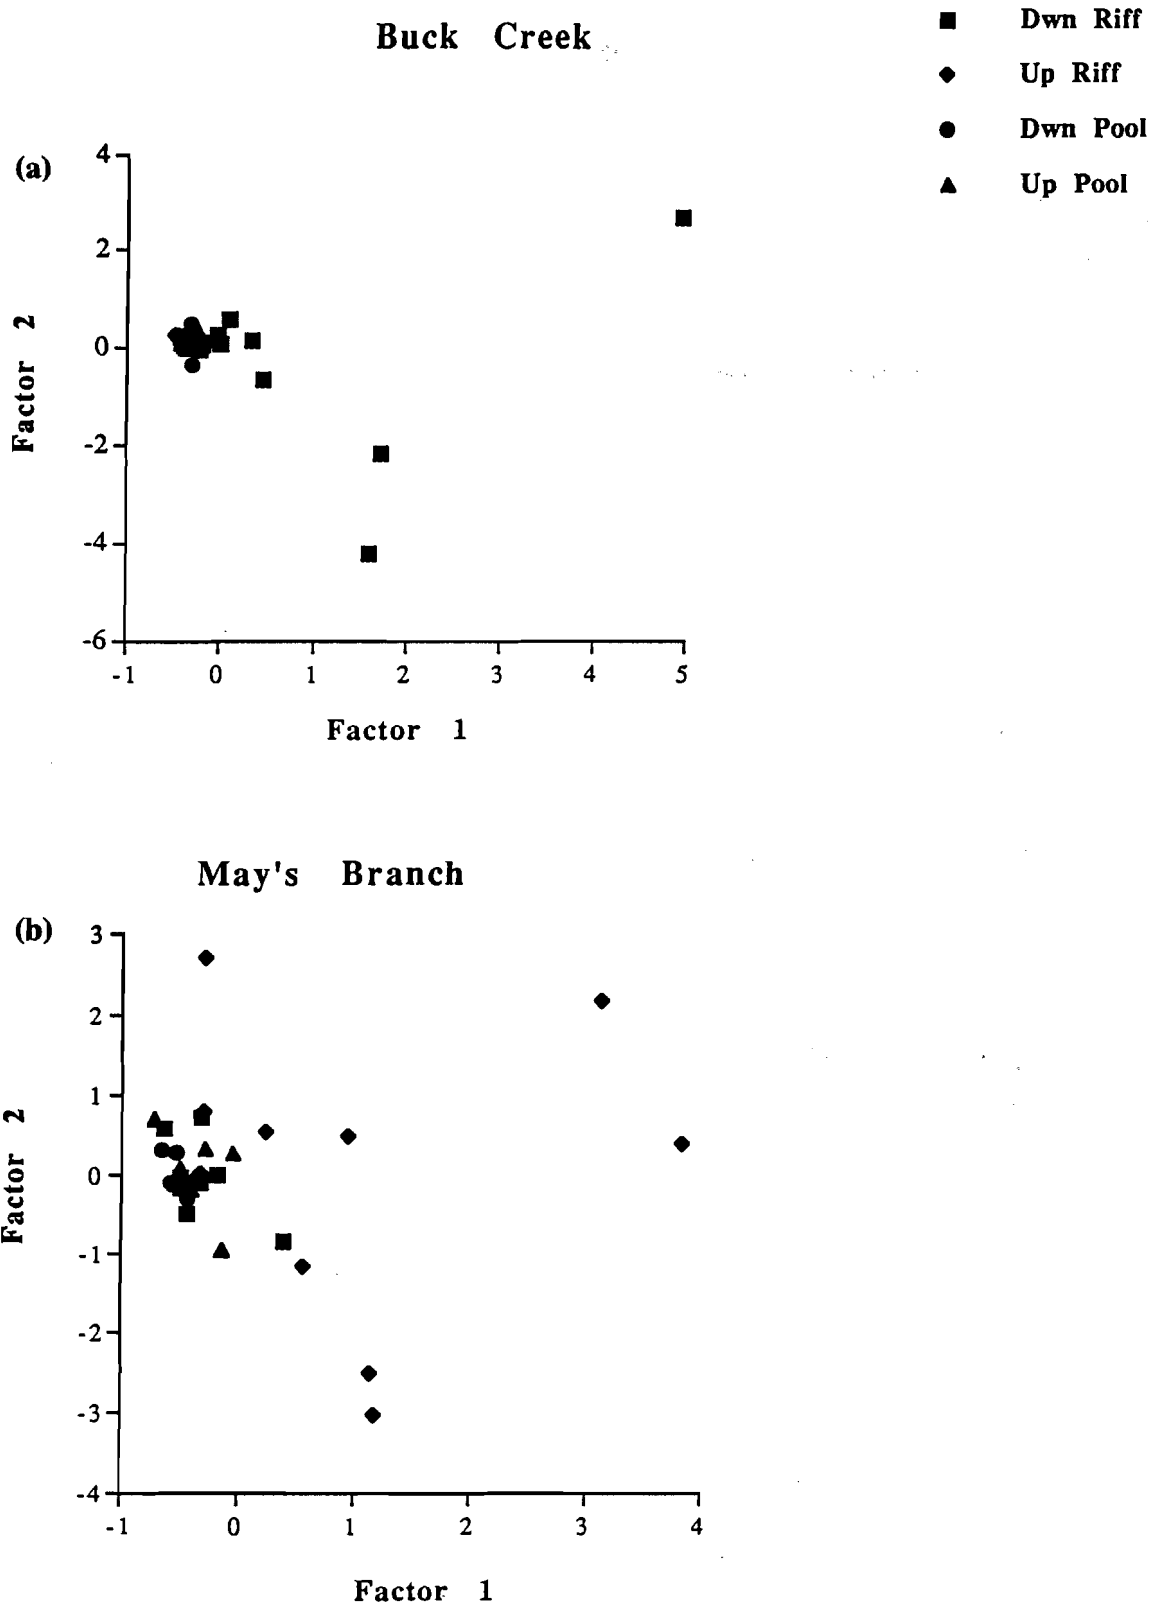 Buck Creek
Dwn Riff
Up Riff
Dwn Pool
Up Pool
(a)
4
2
0
-2
-4
-6
Factor 2
-1 0 1 2 3 4 5
Factor 1
May's Branch
(b)
3
2
1
0
-1
-2
-3
-4
Factor 2
-1 0 1 2 3 4
Factor 1